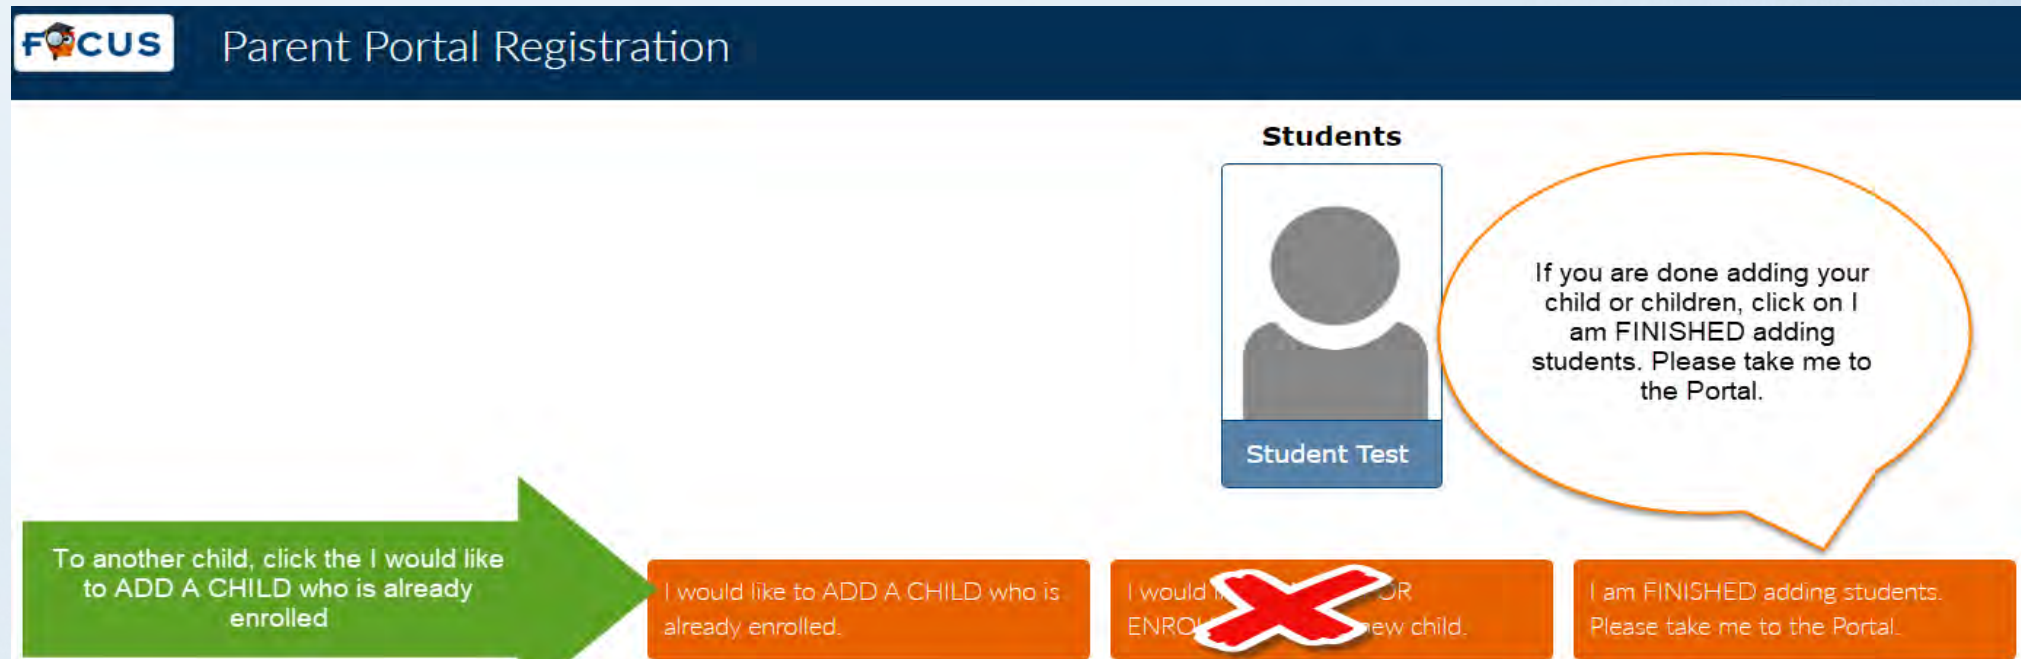 FOCUS
Parent Portal Registration
Students
If you are done adding your
child or children, click on I
am FINISHED adding
students. Please take me to
the Portal.
Student Test
To another child, click the I would like
to ADD A CHILD who is already
enrolled
I would like to ADD A CHILD who is
already enrolled.
I would OR
new child.
I am FINISHED adding students.
Please take me to the Portal.